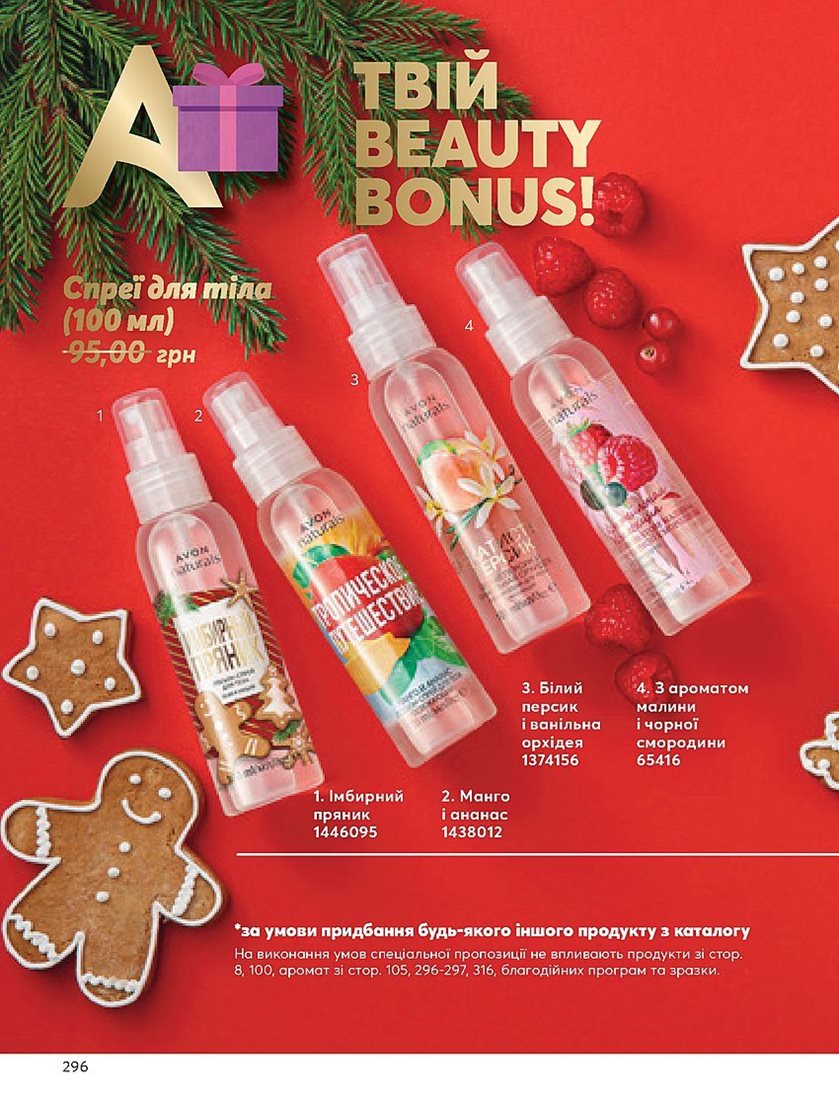 ТВІЙ
BEAUTY
BONUS!
Спреї для тіла
(100 мл)
95,00 грн
1
2
3
4
AVON
naturals
AVON
naturals
AVON
naturals
AVON
naturals
ПРЯНИК
3. Білий
персик
і ванільна
орхідея
1374156
4. З ароматом
малини
і чорної
смородини
65416
1. Імбирний
пряник
1446095
2. Манго
і ананас
1438012
*за умови придбання будь-якого іншого продукту з каталогу
На виконання умов спеціальної пропозиції не впливають продукти зі стор.
8, 100, аромат зі стор. 105, 296-297, 316, благодійних програм та зразки.
296